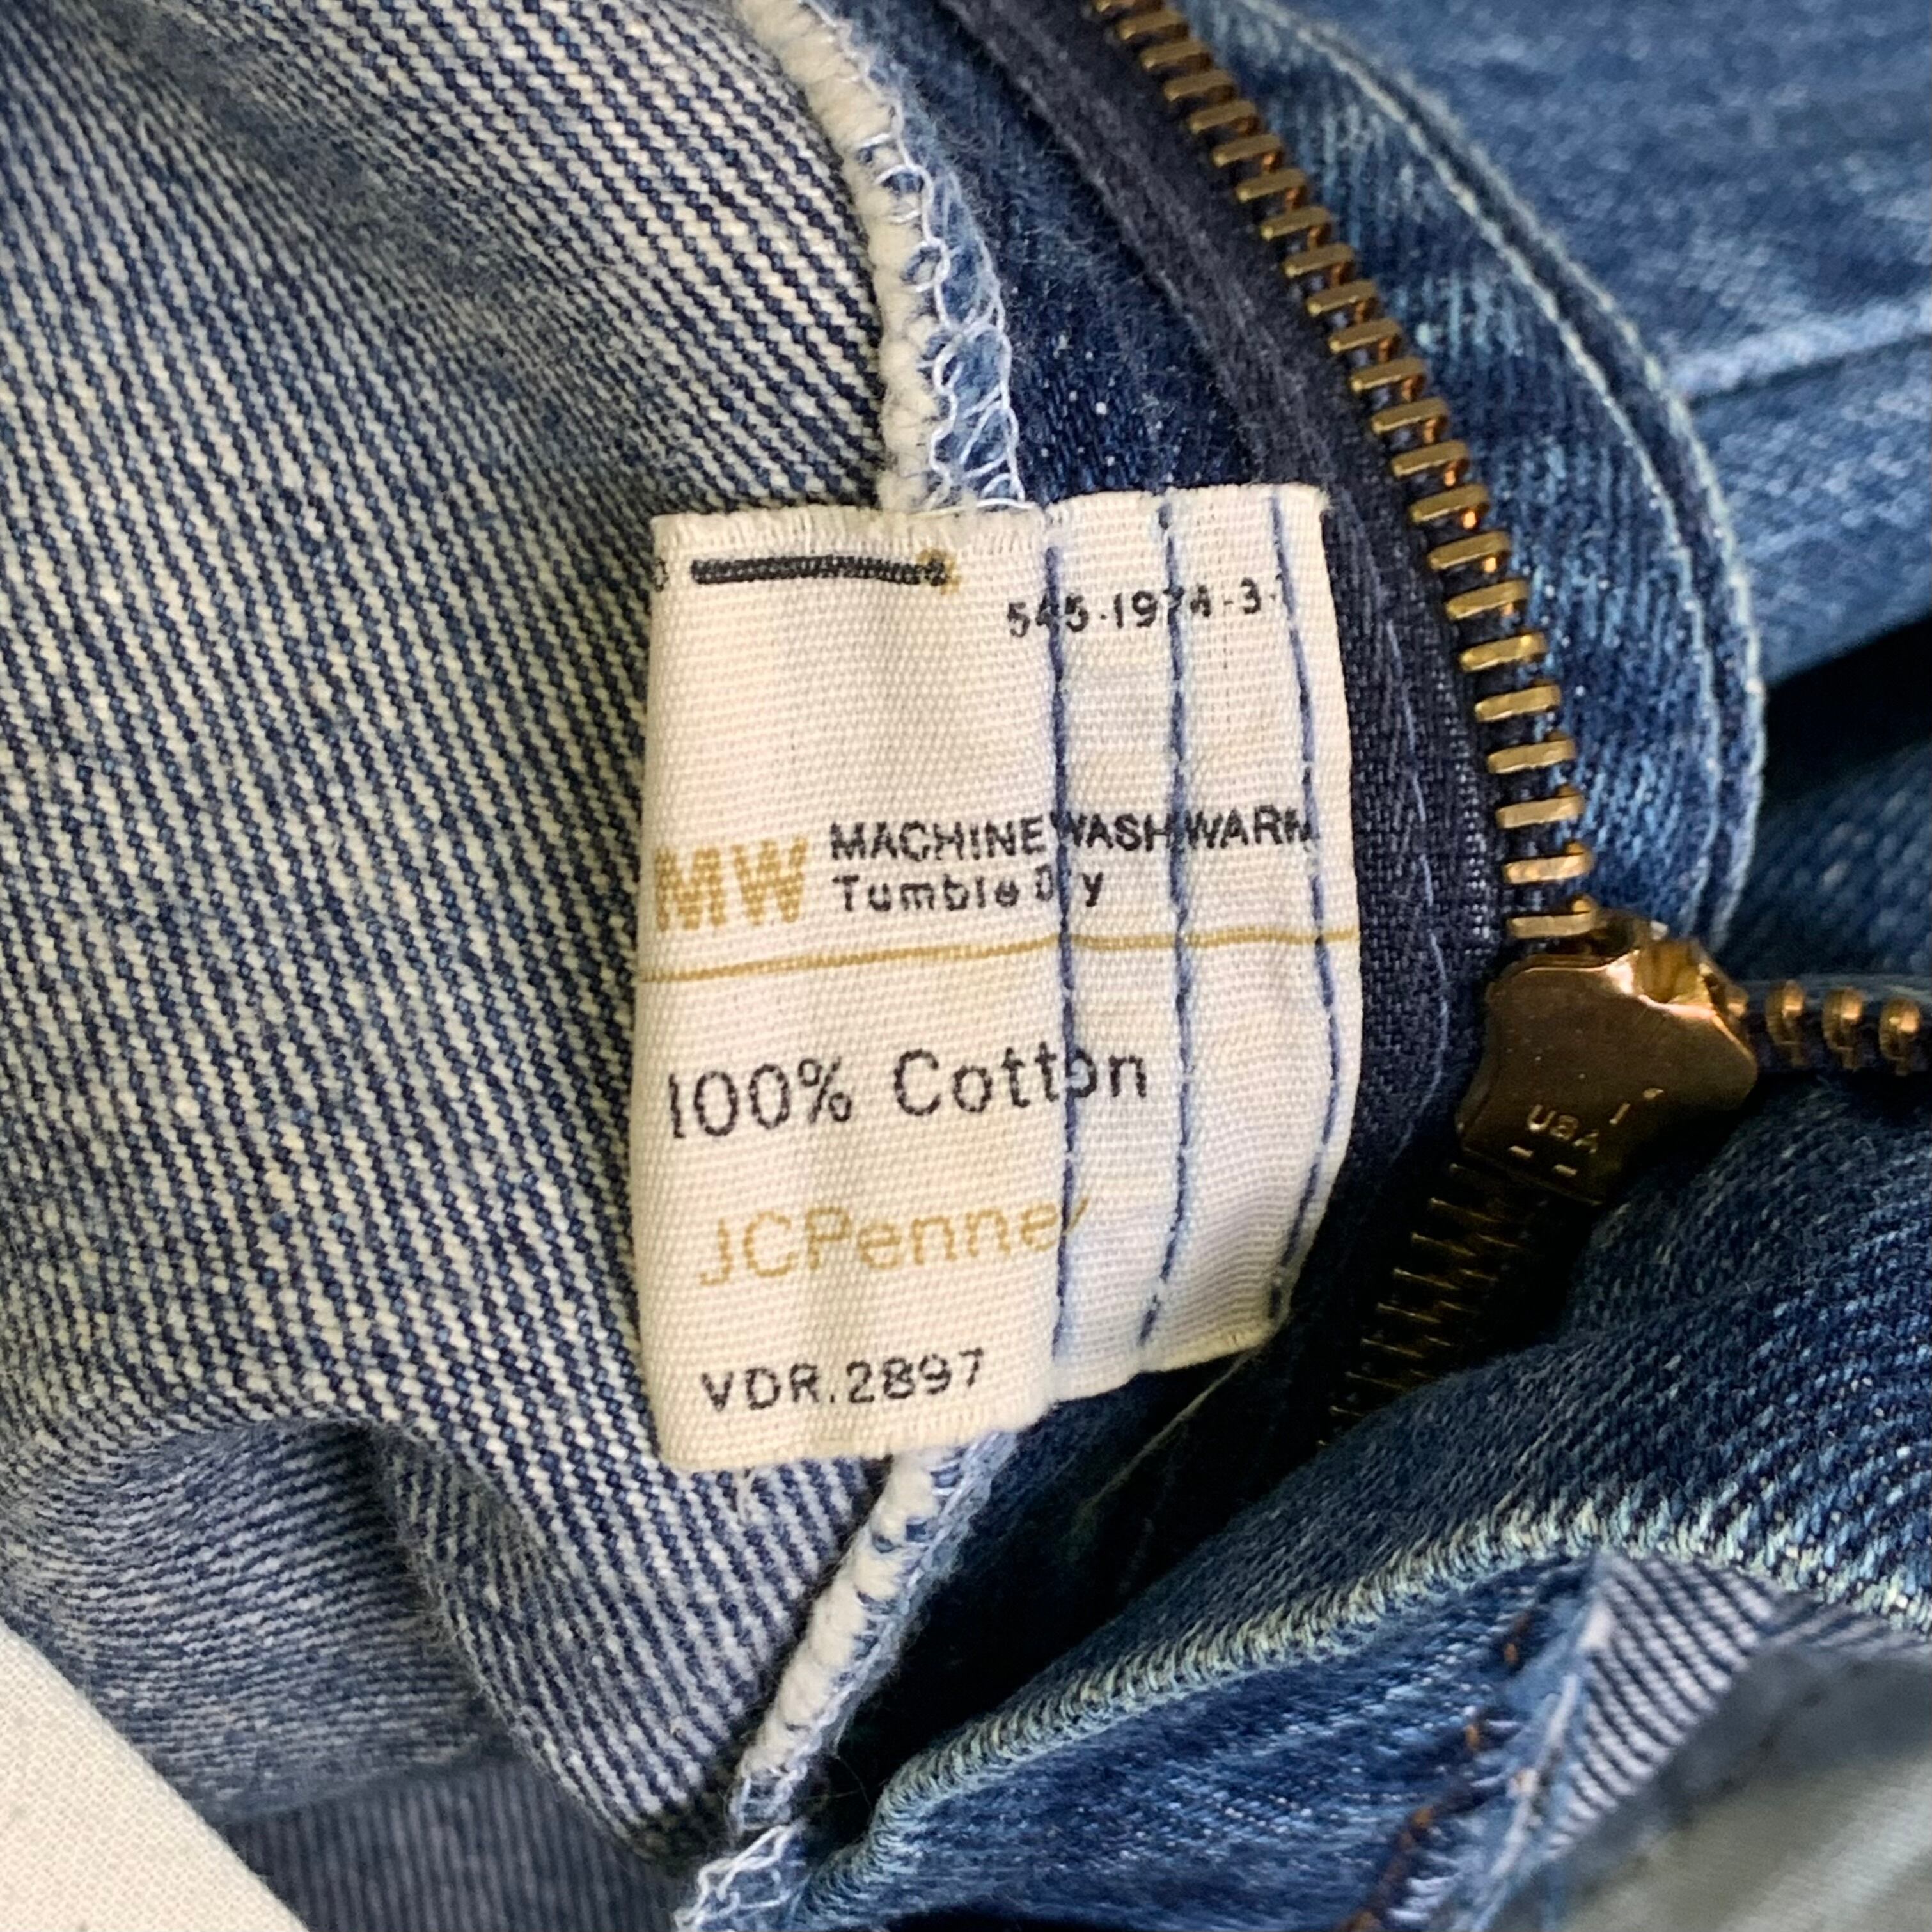 545-1974-3-
MW MACHINE WASH WARM
Tumble Dry
100% Cotton
JCPenney
VDR.2897
USA